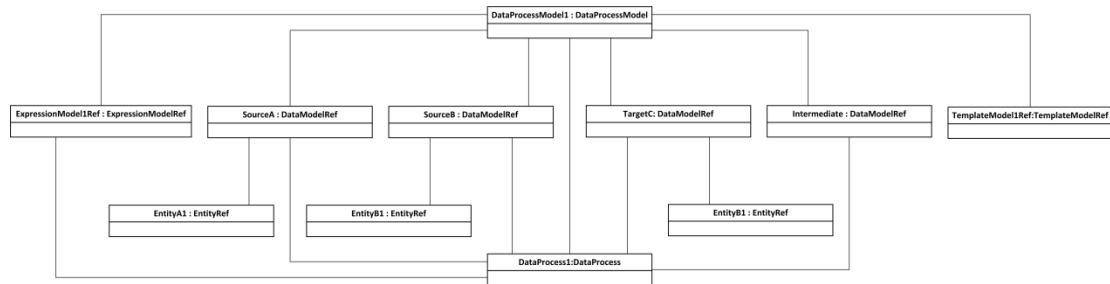 DataProcessModel1 : DataProcessModel
ExpressionModel1Ref : ExpressionModelRef
SourceA : DataModelRef
SourceB : DataModelRef
TargetC: DataModelRef
Intermediate : DataModelRef
TemplateModel1Ref:TemplateModelRef
EntityA1 : EntityRef
EntityB1 : EntityRef
EntityB1 : EntityRef
DataProcess1:DataProcess